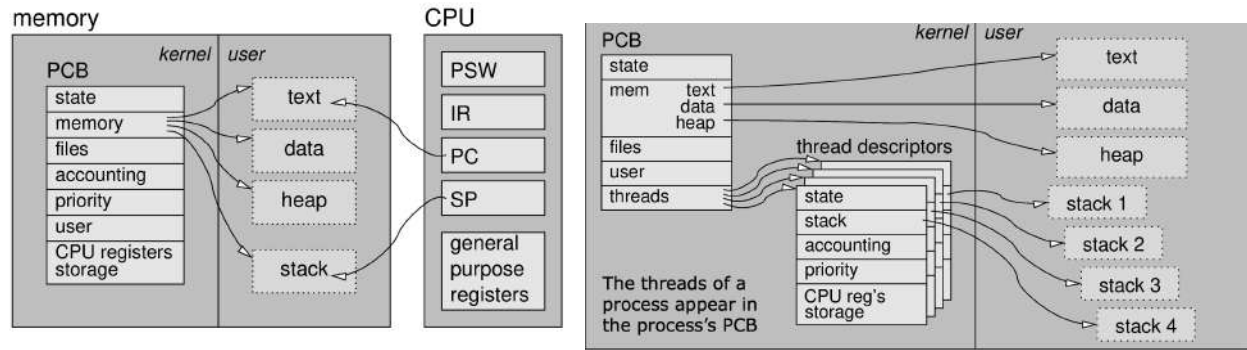 memory
CPU
kernel
user
PCB
state
memory
files
accounting
priority
user
CPU registers
storage
text
data
heap
stack
PSW
IR
PC
SP
general
purpose
registers
kernel
user
PCB
state
mem text
data
heap
files
user
threads
thread descriptors
state
stack
accounting
priority
CPU reg's
storage
The threads of a
process appear in
the process's PCB
text
data
heap
stack 1
stack 2
stack 3
stack 4